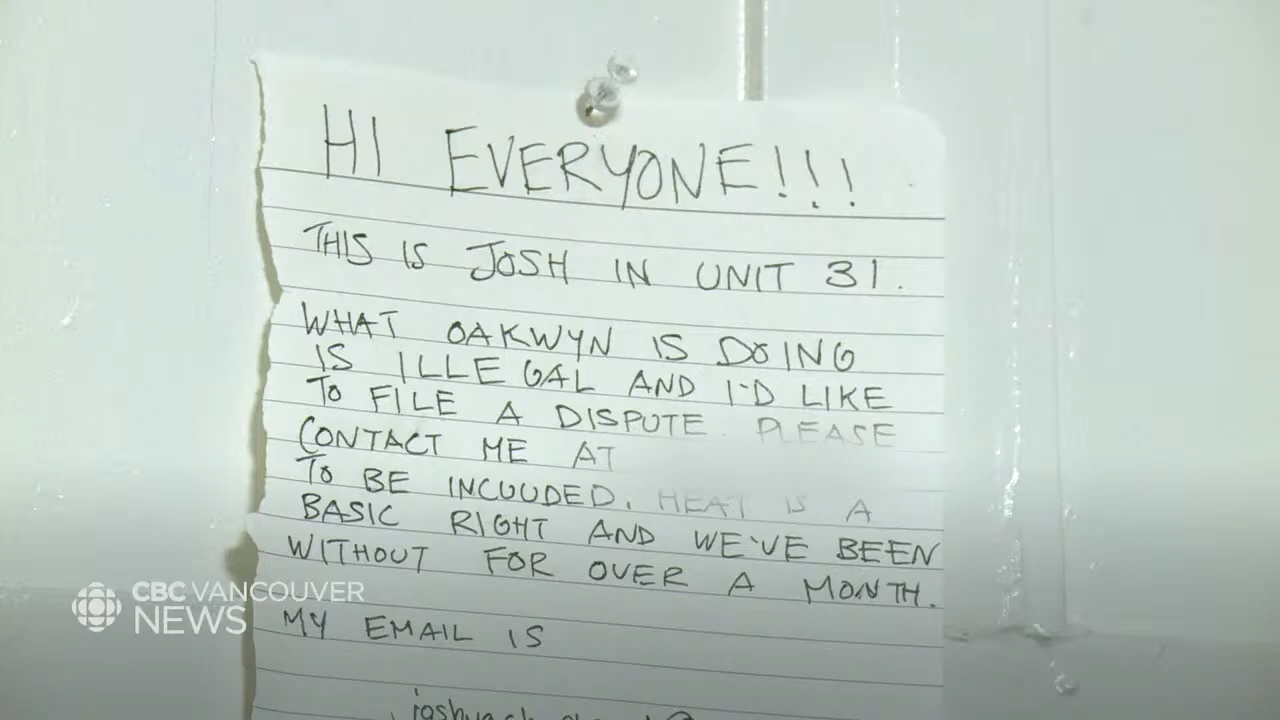 HI EVERYONE!!!
THIS IS JOSH IN UNIT 31.
WHAT OAKWYN IS DOING
IS ILLEGAL AND I'D LIKE
TO FILE A DISPUTE. PLEASE
CONTACT ME AT
TO BE INCUUDED. HEAT IS A
BASIC RIGHT AND WE'VE BEEN
WITHOUT FOR OVER A MONTH.
MY EMAIL IS
CBC VANCOUVER
NEWS